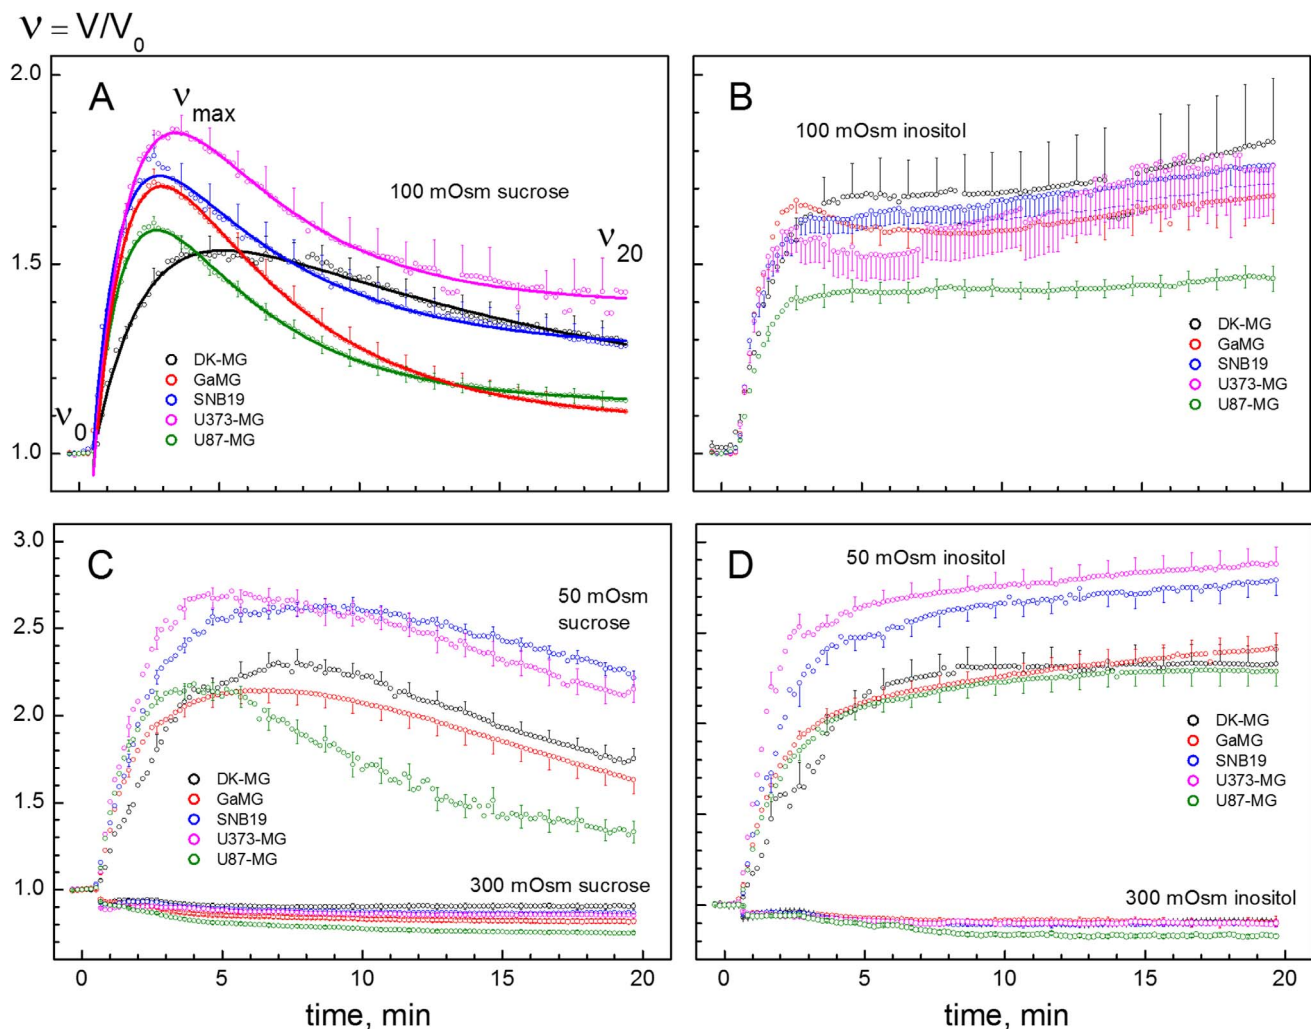 ν = V/V0
2.0
1.5
1.0
A
νmax
100 mOsm sucrose
ν20
ν0
DK-MG
GaMG
SNB19
U373-MG
U87-MG
B
100 mOsm inositol
DK-MG
GaMG
SNB19
U373-MG
U87-MG
3.0
2.5
2.0
1.5
1.0
C
50 mOsm
sucrose
DK-MG
GaMG
SNB19
U373-MG
U87-MG
300 mOsm sucrose
0 5 10 15 20
time, min
D
50 mOsm inositol
DK-MG
GaMG
SNB19
U373-MG
U87-MG
300 mOsm inositol
0 5 10 15 20
time, min